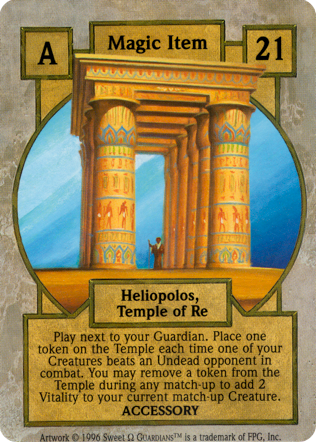 A
Magic Item
21
Heliopolos,
Temple of Re
Play next to your Guardian. Place one
token on the Temple each time one of your
Creatures beats an Undead opponent in
combat. You may remove a token from the
Temple during any match-up to add 2
Vitality to your current match-up Creature.
ACCESSORY
Artwork © 1996 Sweet Ω GUARDIANS™ is a trademark of FPG, Inc.